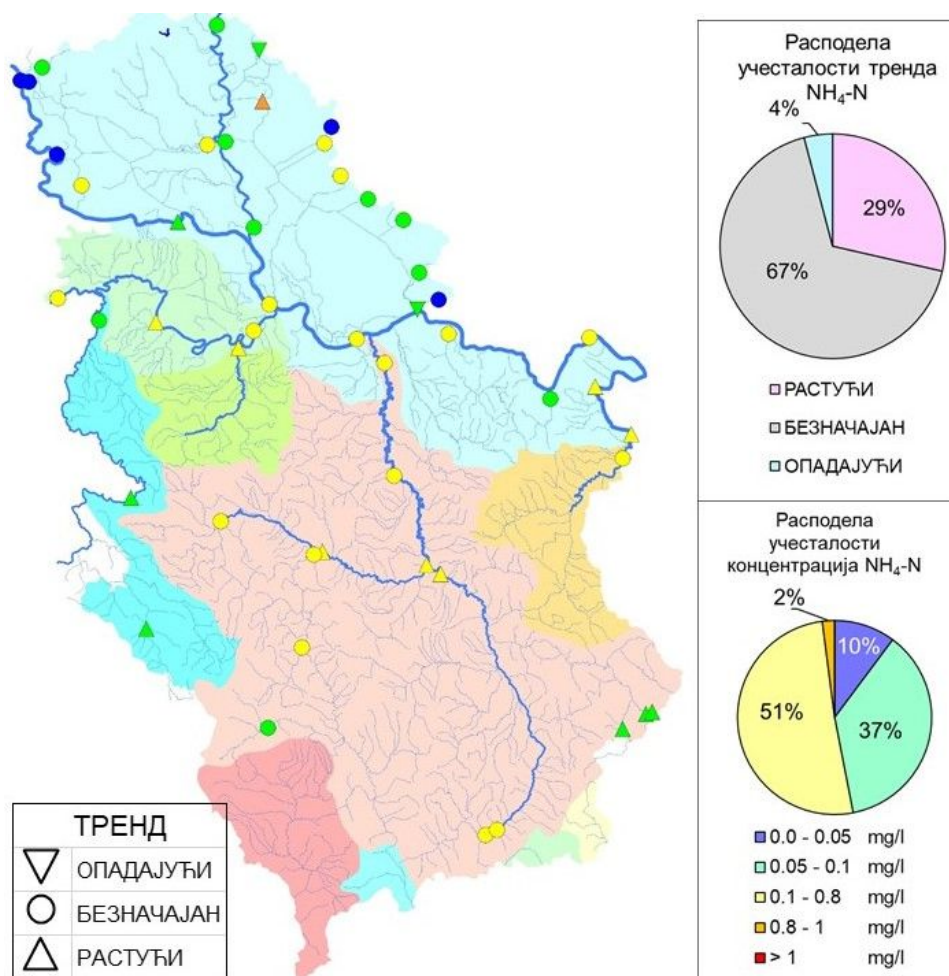 Расподела
учесталости тренда
NH₄-N
4%
29%
67%
РАСТУЋИ
БЕЗНАЧАЈАН
ОПАДАЈУЋИ
Расподела
учесталости
концентрација NH₄-N
2%
10%
51%
37%
0.0 - 0.05 mg/l
0.05 - 0.1 mg/l
0.1 - 0.8 mg/l
0.8 - 1 mg/l
> 1 mg/l
ТРЕНД
ОПАДАЈУЋИ
БЕЗНАЧАЈАН
РАСТУЋИ